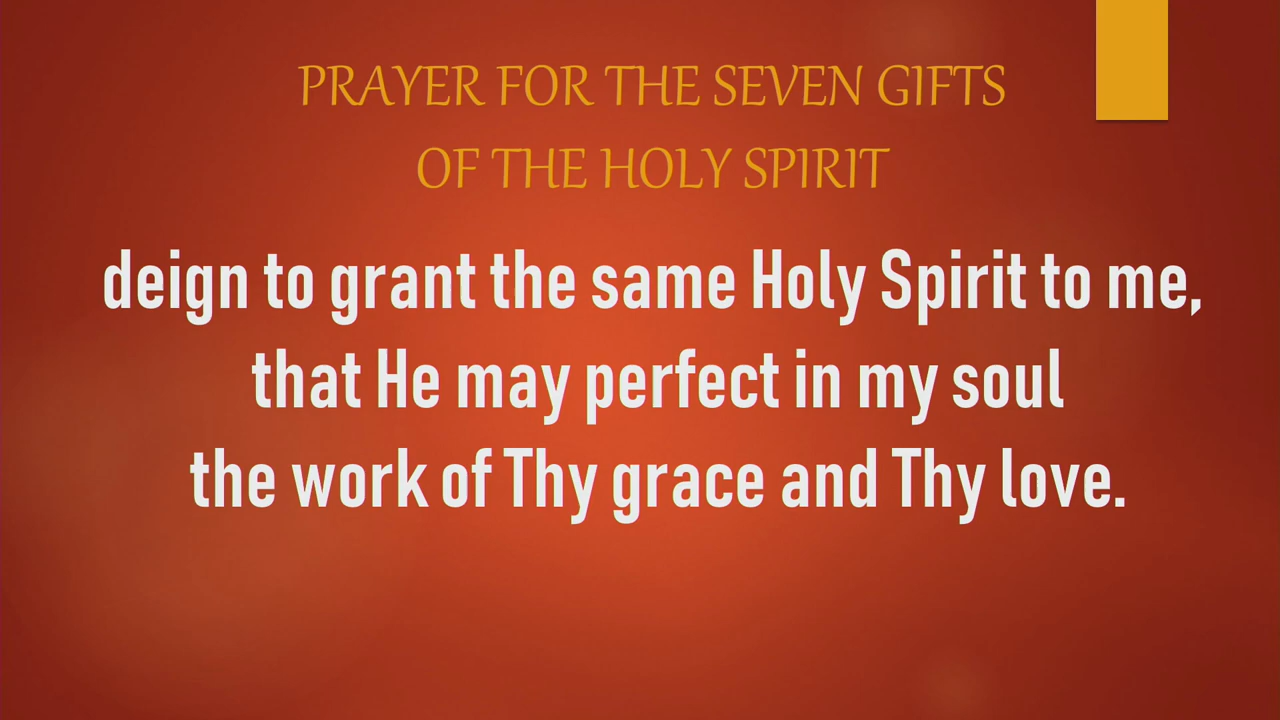 PRAYER FOR THE SEVEN GIFTS
OF THE HOLY SPIRIT
deign to grant the same Holy Spirit to me,
that He may perfect in my soul
the work of Thy grace and Thy love.